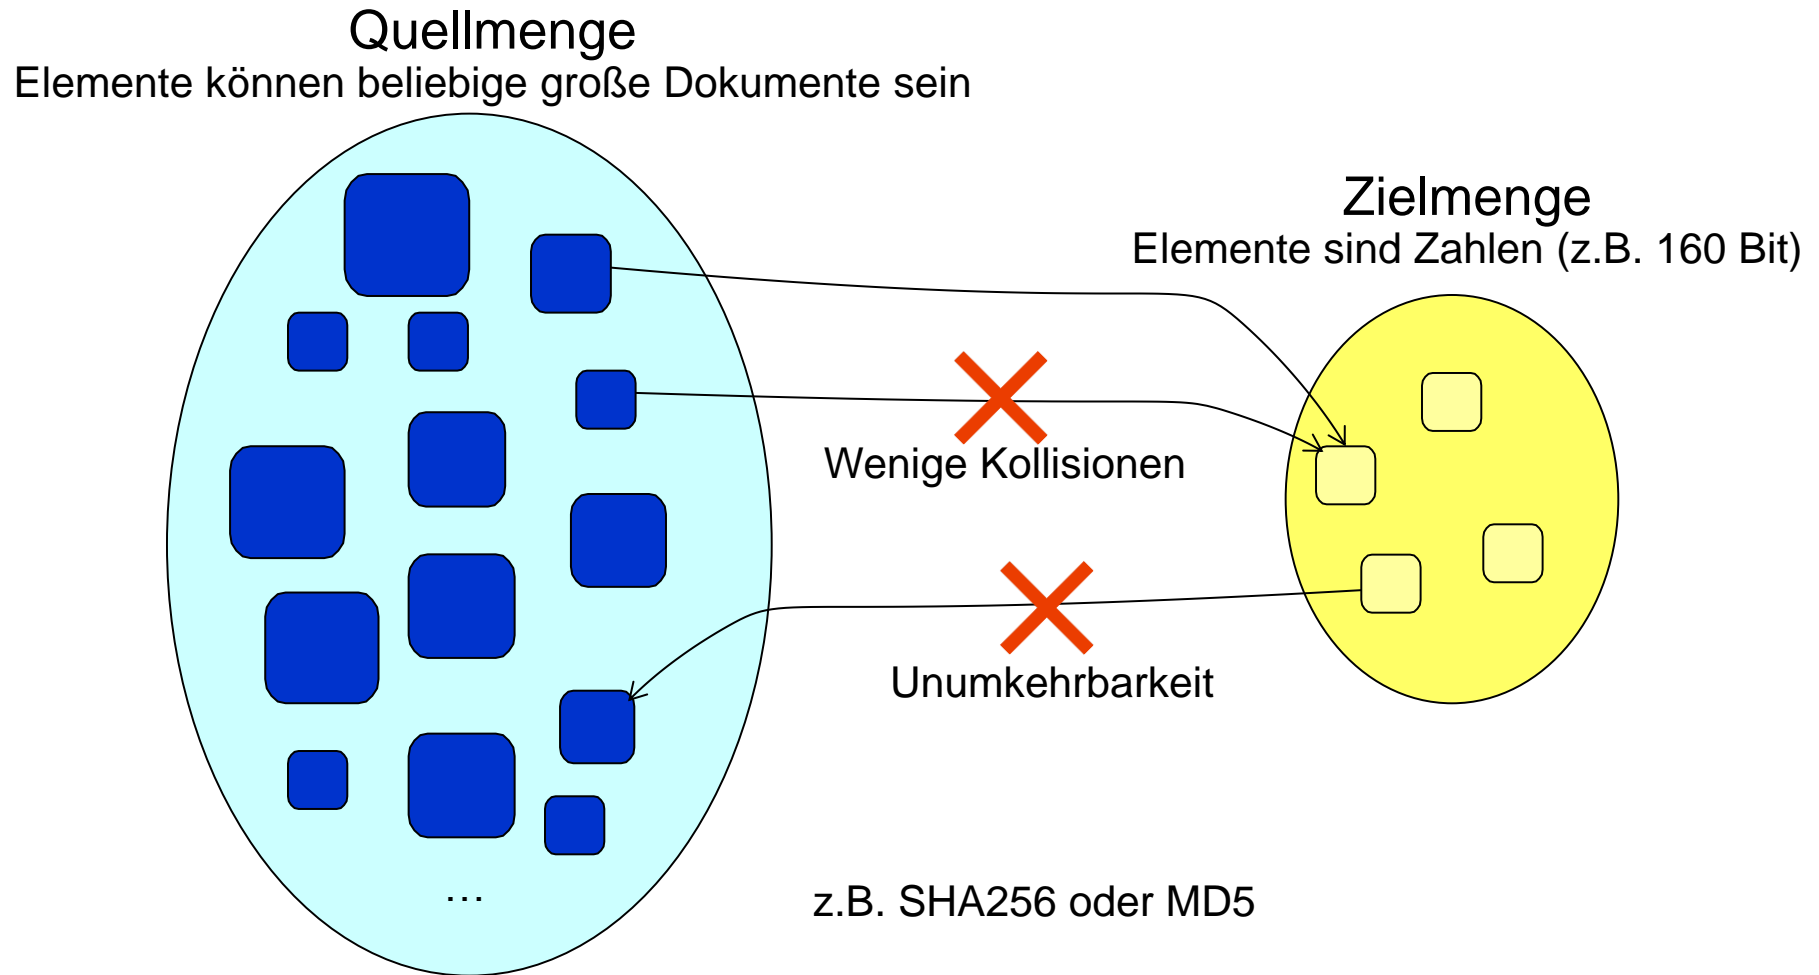 Quellmenge
Elemente können beliebige große Dokumente sein
Zielmenge
Elemente sind Zahlen (z.B. 160 Bit)
Wenige Kollisionen
Unumkehrbarkeit
...
z.B. SHA256 oder MD5